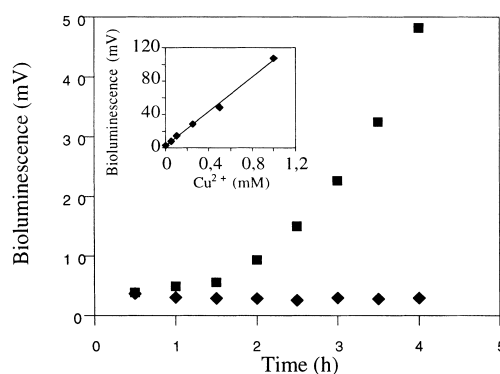 Bioluminescence (mV)
5 0
4 0
3 0
2 0
1 0
0
0 1 2 3 4 5
Time (h)
Bioluminescence (mV)
120
80
40
0
0 0,4 0,8 1,2
Cu2+ (mM)